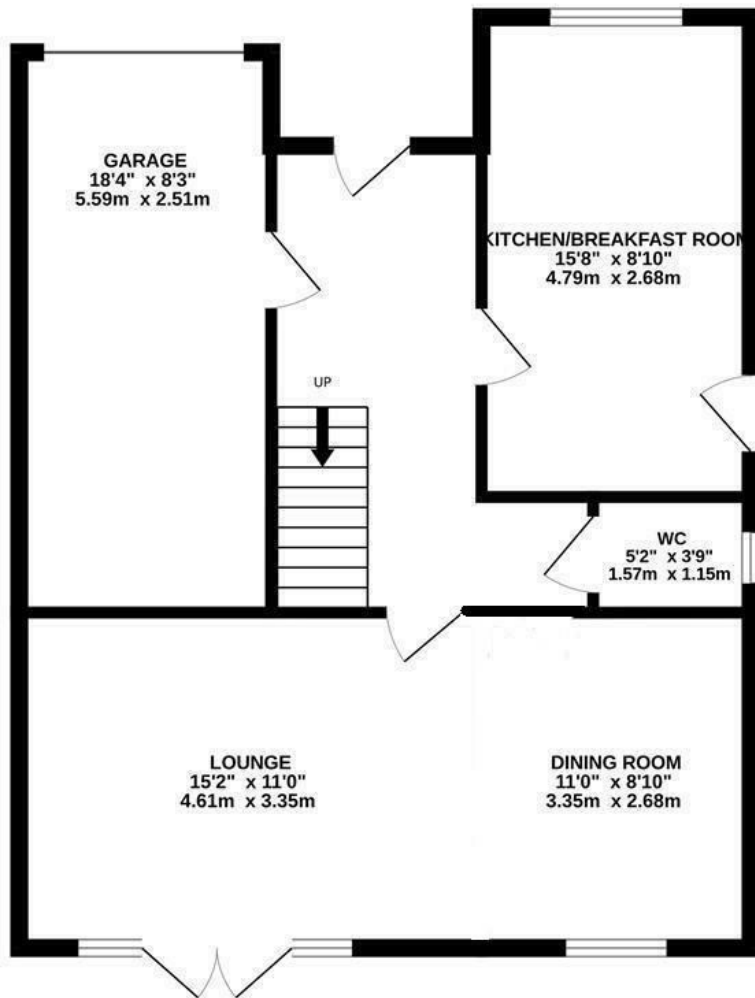 GARAGE
18'4" x 8'3"
5.59m x 2.51m
KITCHEN/BREAKFAST ROOM
15'8" x 8'10"
4.79m x 2.68m
UP
WC
5'2" x 3'9"
1.57m x 1.15m
LOUNGE
15'2" x 11'0"
4.61m x 3.35m
DINING ROOM
11'0" x 8'10"
3.35m x 2.68m